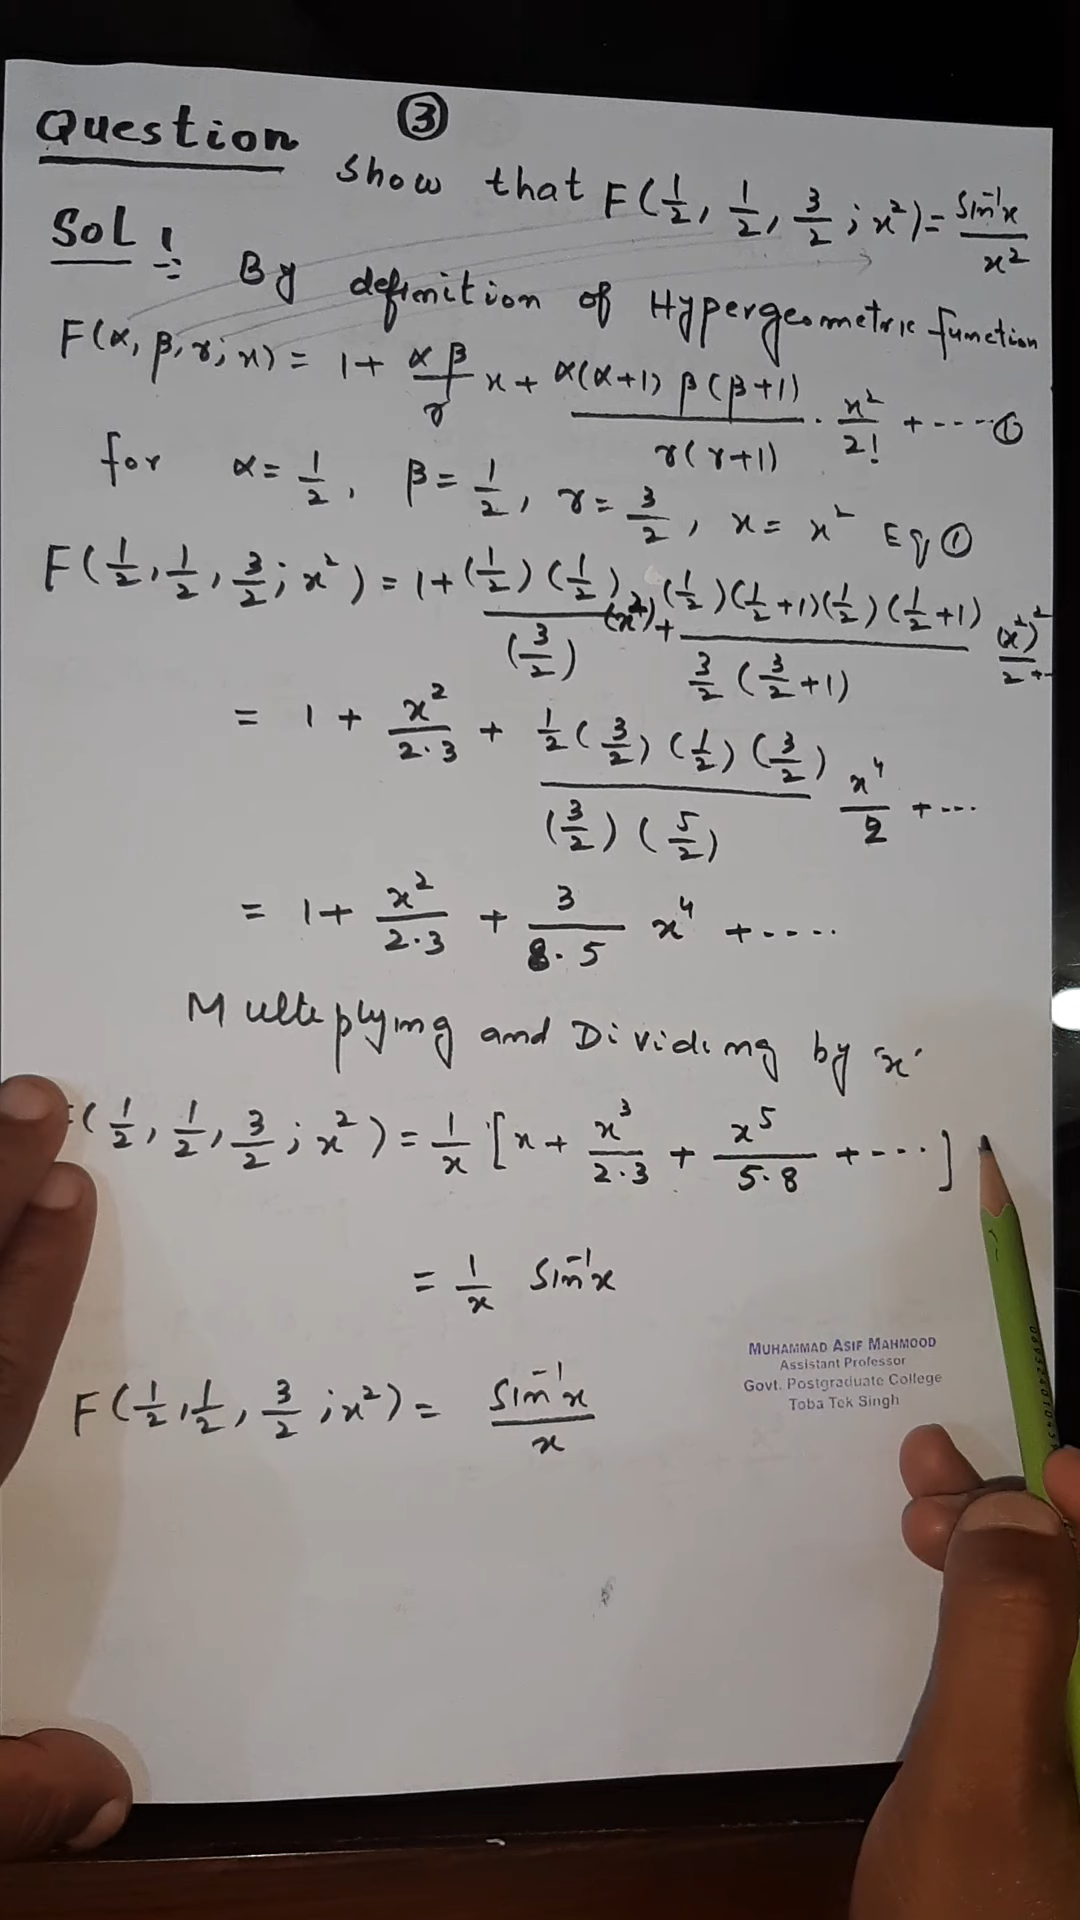 Question ③
show that F(1/2, 1/2, 3/2 ; x²) = Sin⁻¹x / x²
Sol :
By definition of Hypergeometric function
F(α, β, γ; x) = 1 + αβ/γ x + α(α+1) β(β+1) / γ(γ+1) · x²/2! + ---- ①
for α = 1/2, β = 1/2, γ = 3/2, x = x² Eq ①
F(1/2, 1/2, 3/2 ; x²) = 1 + (1/2)(1/2) / (3/2) (x²) + (1/2)(1/2+1)(1/2)(1/2+1) / 3/2 (3/2+1) (x²)²/2 + --
= 1 + x²/2·3 + 1/2 (3/2)(1/2)(3/2) / (3/2)(5/2) x⁴/2 + ---
= 1 + x²/2·3 + 3/8·5 x⁴ + -----
Multiplying and Dividing by 'x'
F(1/2, 1/2, 3/2 ; x²) = 1/x [x + x³/2·3 + x⁵/5·8 + ----]
= 1/x Sin⁻¹x
MUHAMMAD ASIF MAHMOOD
Assistant Professor
Govt. Postgraduate College
Toba Tek Singh
F(1/2, 1/2, 3/2 ; x²) = Sin⁻¹x / x